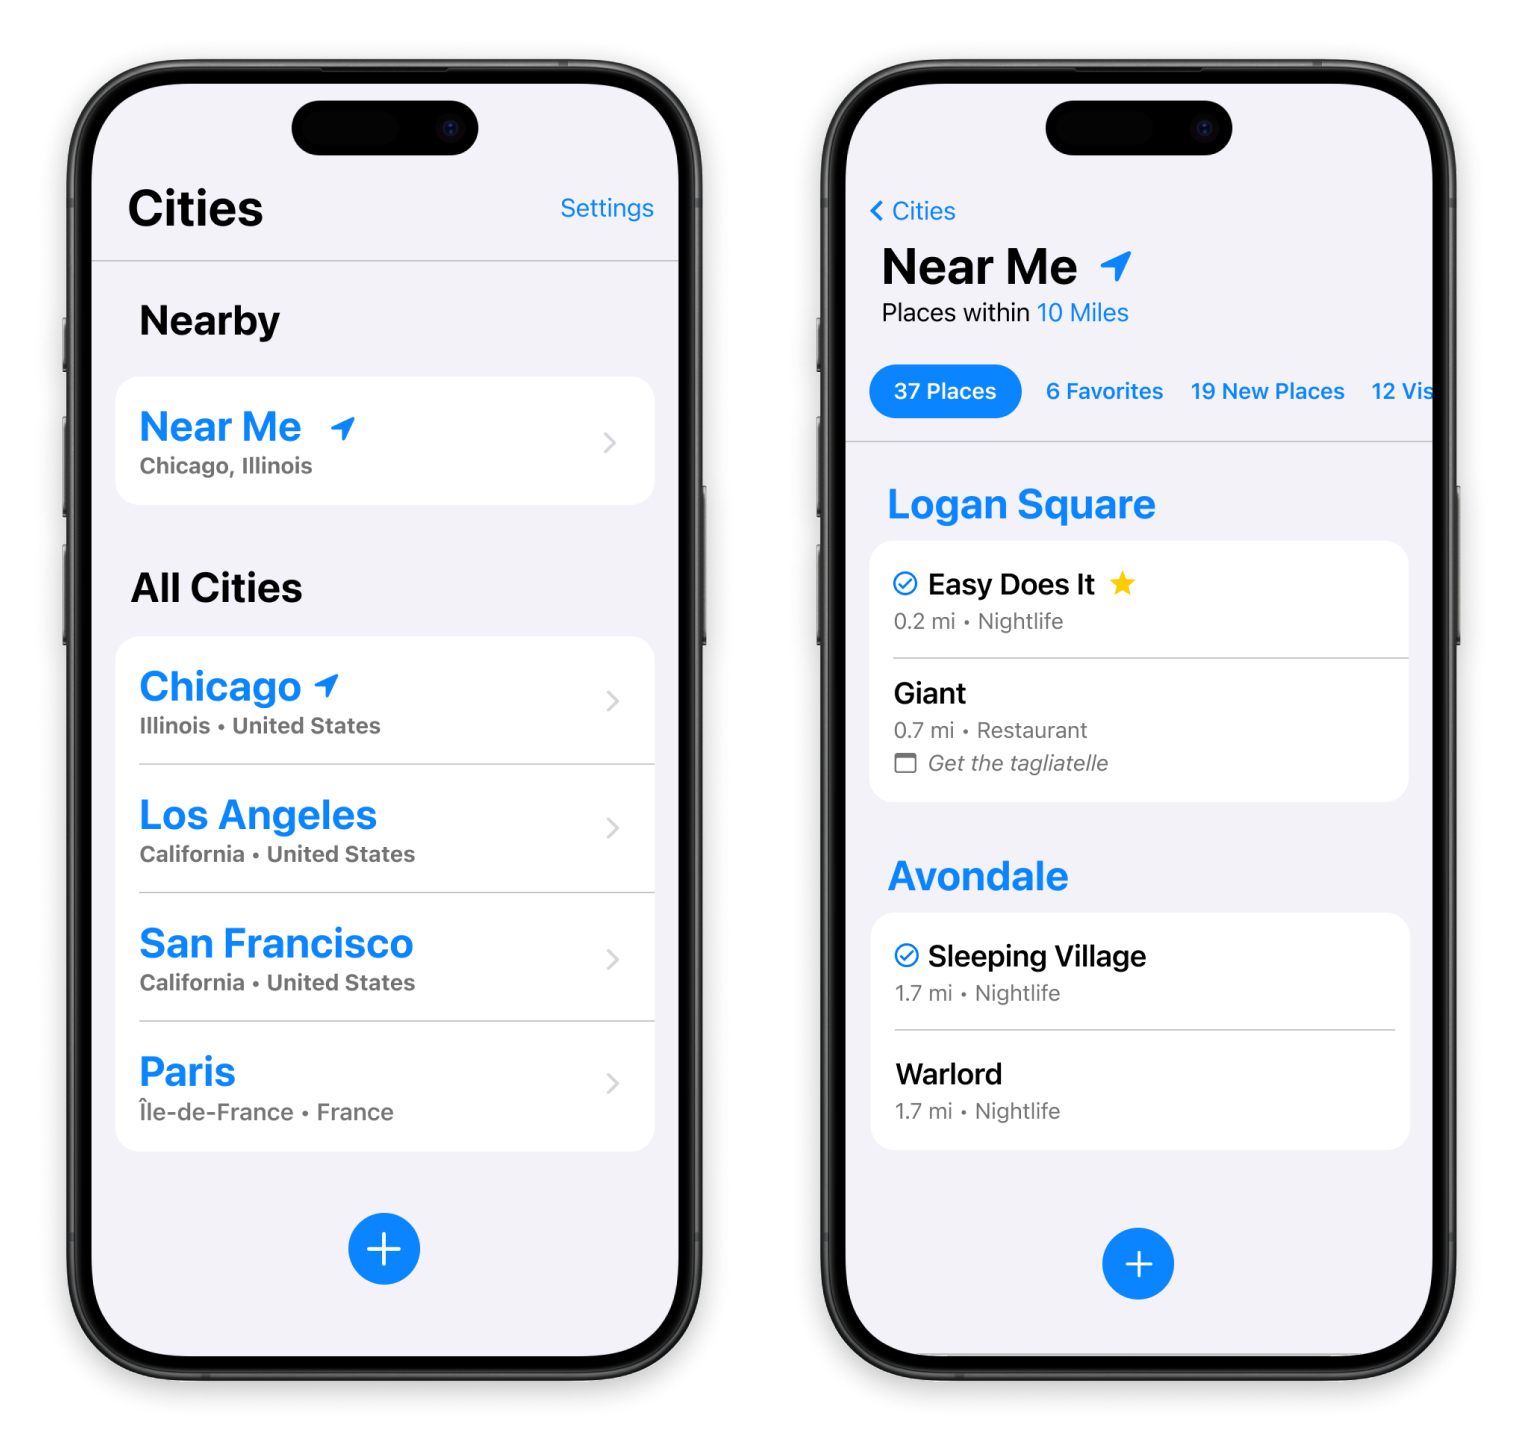 Cities
Settings
Nearby
Near Me
Chicago, Illinois
All Cities
Chicago
Illinois • United States
Los Angeles
California • United States
San Francisco
California • United States
Paris
Île-de-France • France
Cities
Near Me
Places within 10 Miles
37 Places 6 Favorites 19 New Places 12 Vis
Logan Square
Easy Does It
0.2 mi • Nightlife
Giant
0.7 mi • Restaurant
Get the tagliatelle
Avondale
Sleeping Village
1.7 mi • Nightlife
Warlord
1.7 mi • Nightlife